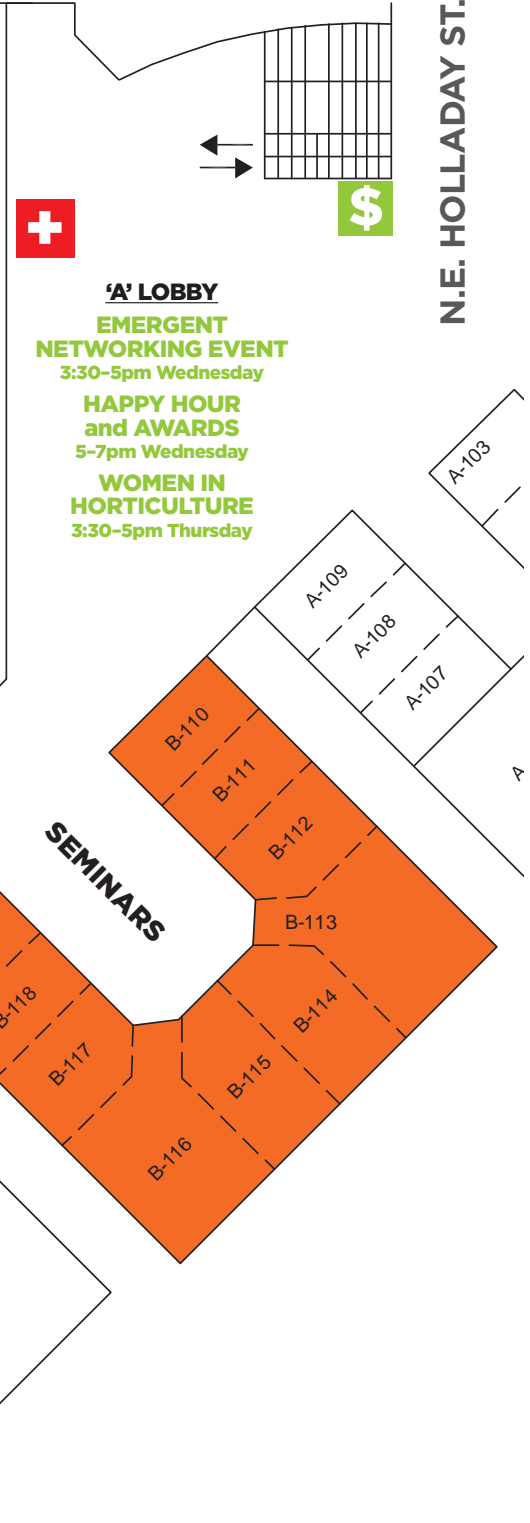 N.E. HOLLADAY ST.
$
‘A’ LOBBY
EMERGENT
NETWORKING EVENT
3:30–5pm Wednesday
HAPPY HOUR
and AWARDS
5–7pm Wednesday
WOMEN IN
HORTICULTURE
3:30–5pm Thursday
A-103
A-109
A-108
A-107
A
B-110
B-111
B-112
SEMINARS
B-113
B-118
B-114
B-117
B-115
B-116